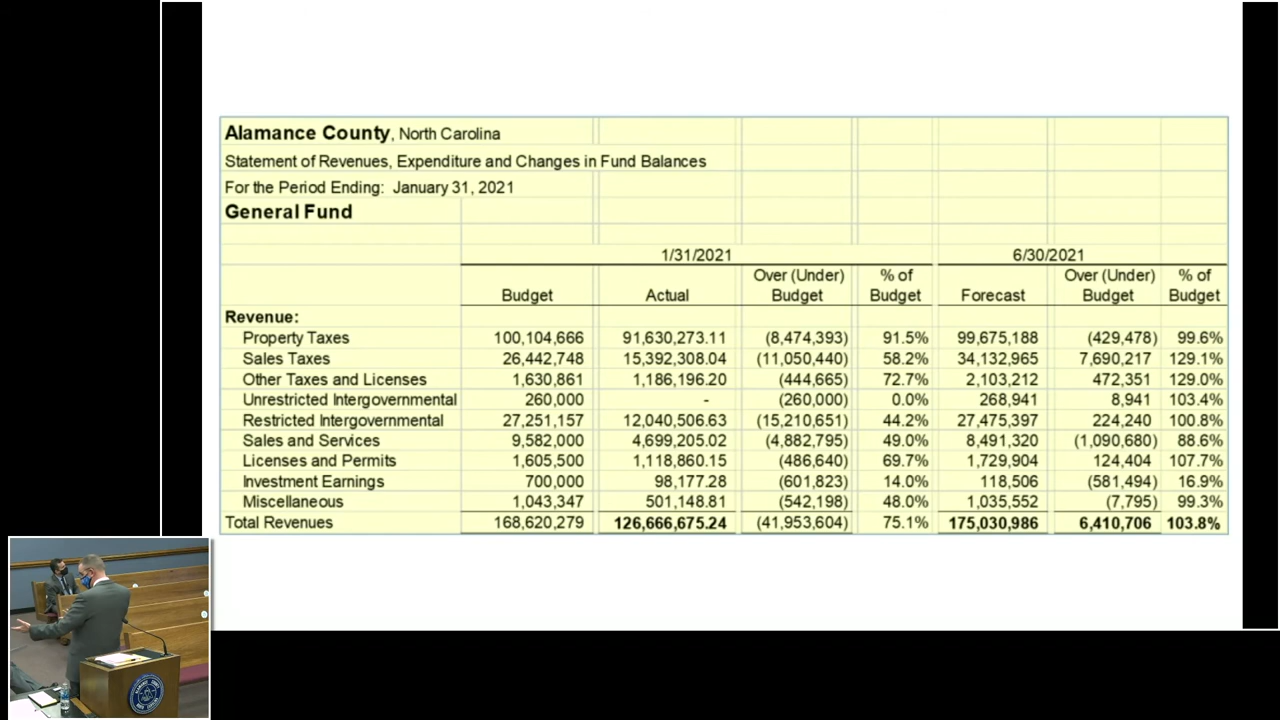 Alamance County, North Carolina
Statement of Revenues, Expenditure and Changes in Fund Balances
For the Period Ending: January 31, 2021
General Fund
1/31/2021 6/30/2021
Over (Under) % of Over (Under) % of
Budget Actual Budget Budget Forecast Budget Budget
Revenue:
Property Taxes 100,104,666 91,630,273.11 (8,474,393) 91.5% 99,675,188 (429,478) 99.6%
Sales Taxes 26,442,748 15,392,308.04 (11,050,440) 58.2% 34,132,965 7,690,217 129.1%
Other Taxes and Licenses 1,630,861 1,186,196.20 (444,665) 72.7% 2,103,212 472,351 129.0%
Unrestricted Intergovernmental 260,000 - (260,000) 0.0% 268,941 8,941 103.4%
Restricted Intergovernmental 27,251,157 12,040,506.63 (15,210,651) 44.2% 27,475,397 224,240 100.8%
Sales and Services 9,582,000 4,699,205.02 (4,882,795) 49.0% 8,491,320 (1,090,680) 88.6%
Licenses and Permits 1,605,500 1,118,860.15 (486,640) 69.7% 1,729,904 124,404 107.7%
Investment Earnings 700,000 98,177.28 (601,823) 14.0% 118,506 (581,494) 16.9%
Miscellaneous 1,043,347 501,148.81 (542,198) 48.0% 1,035,552 (7,795) 99.3%
Total Revenues 168,620,279 126,666,675.24 (41,953,604) 75.1% 175,030,986 6,410,706 103.8%